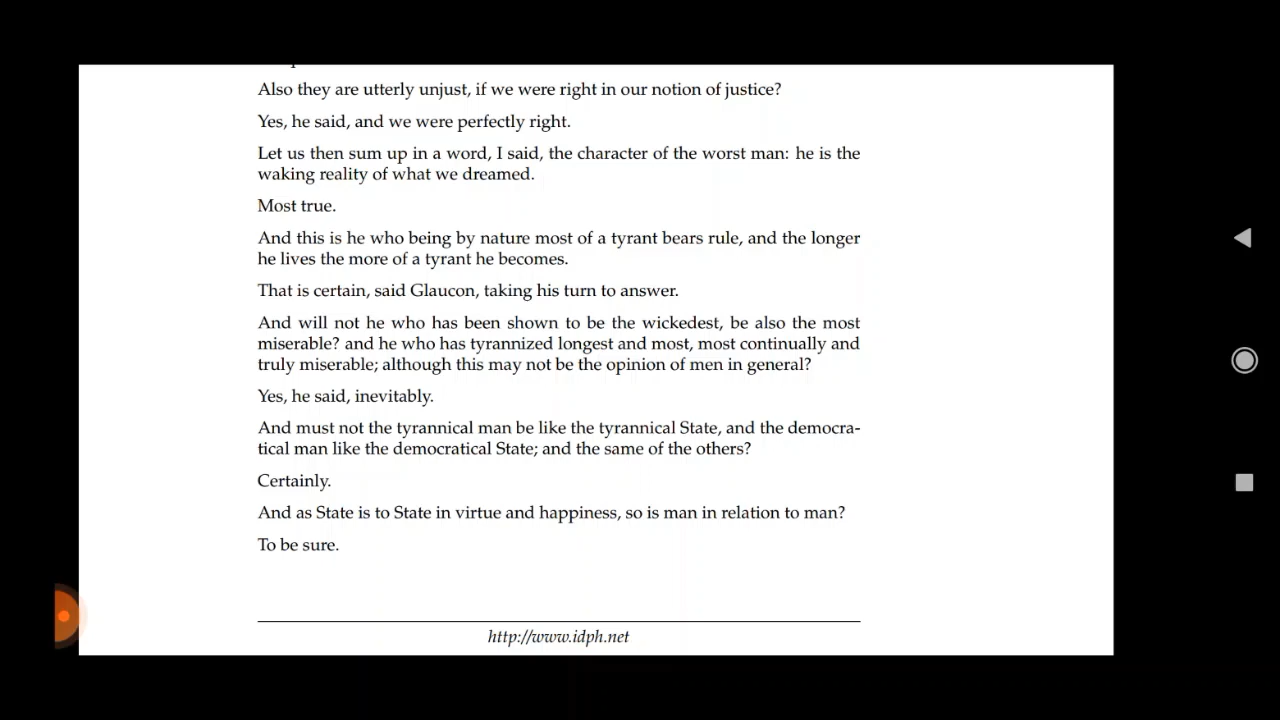 Also they are utterly unjust, if we were right in our notion of justice?
Yes, he said, and we were perfectly right.
Let us then sum up in a word, I said, the character of the worst man: he is the
waking reality of what we dreamed.
Most true.
And this is he who being by nature most of a tyrant bears rule, and the longer
he lives the more of a tyrant he becomes.
That is certain, said Glaucon, taking his turn to answer.
And will not he who has been shown to be the wickedest, be also the most
miserable? and he who has tyrannized longest and most, most continually and
truly miserable; although this may not be the opinion of men in general?
Yes, he said, inevitably.
And must not the tyrannical man be like the tyrannical State, and the democra-
tical man like the democratical State; and the same of the others?
Certainly.
And as State is to State in virtue and happiness, so is man in relation to man?
To be sure.
http://www.idph.net